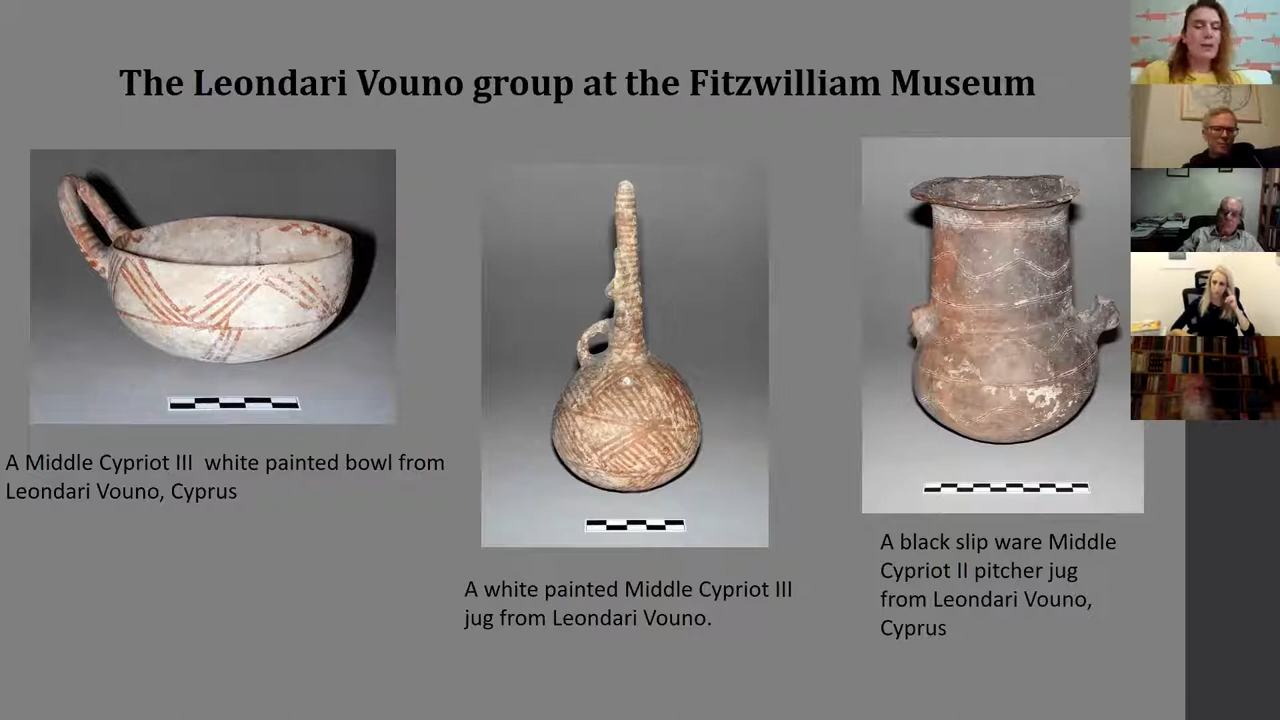 The Leondari Vouno group at the Fitzwilliam Museum
A Middle Cypriot III white painted bowl from
Leondari Vouno, Cyprus
A white painted Middle Cypriot III
jug from Leondari Vouno.
A black slip ware Middle
Cypriot II pitcher jug
from Leondari Vouno,
Cyprus